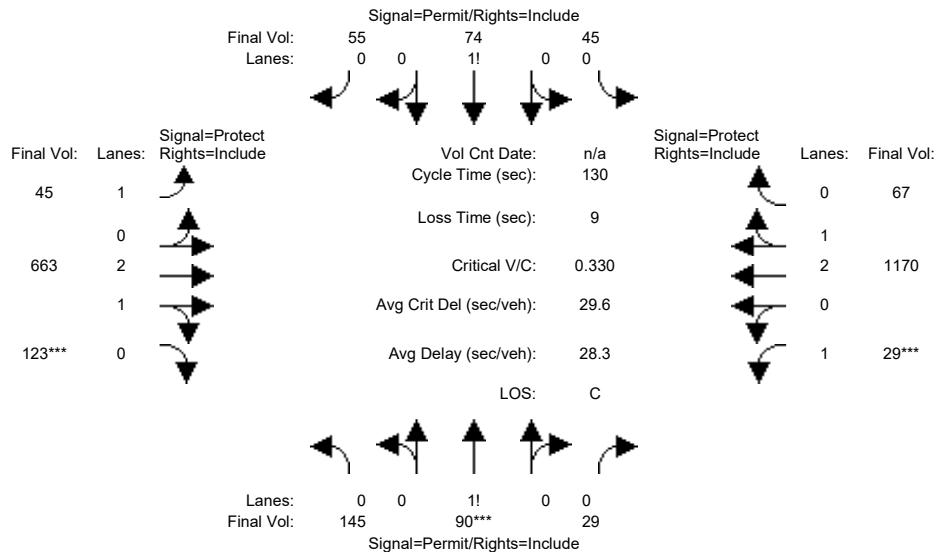 Signal=Permit/Rights=Include
Final Vol: 55 74 45
Lanes: 0 0 1! 0 0
Signal=Protect
Final Vol: Lanes: Rights=Include
Vol Cnt Date: n/a
Signal=Protect
Rights=Include Lanes: Final Vol:
Cycle Time (sec): 130
45 1
0 67
Loss Time (sec): 9
0
1
663 2
Critical V/C: 0.330
2 1170
1
Avg Crit Del (sec/veh): 29.6
0
123*** 0
Avg Delay (sec/veh): 28.3
1 29***
LOS: C
Lanes: 0 0 1! 0 0
Final Vol: 145 90*** 29
Signal=Permit/Rights=Include